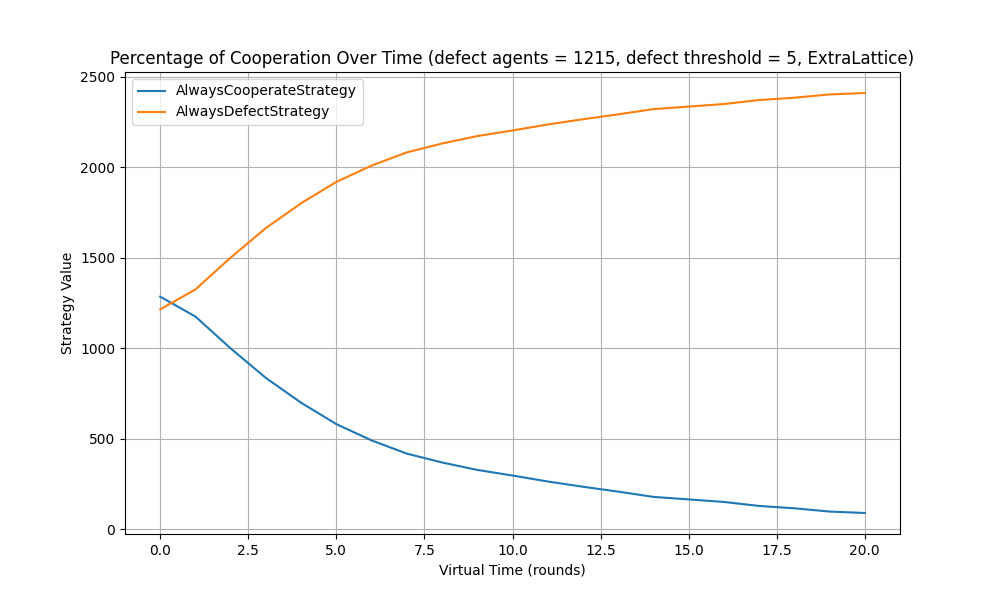 Percentage of Cooperation Over Time (defect agents = 1215, defect threshold = 5, ExtraLattice)
AlwaysCooperateStrategy
AlwaysDefectStrategy
Strategy Value
2500
2000
1500
1000
500
0
0.0 2.5 5.0 7.5 10.0 12.5 15.0 17.5 20.0
Virtual Time (rounds)